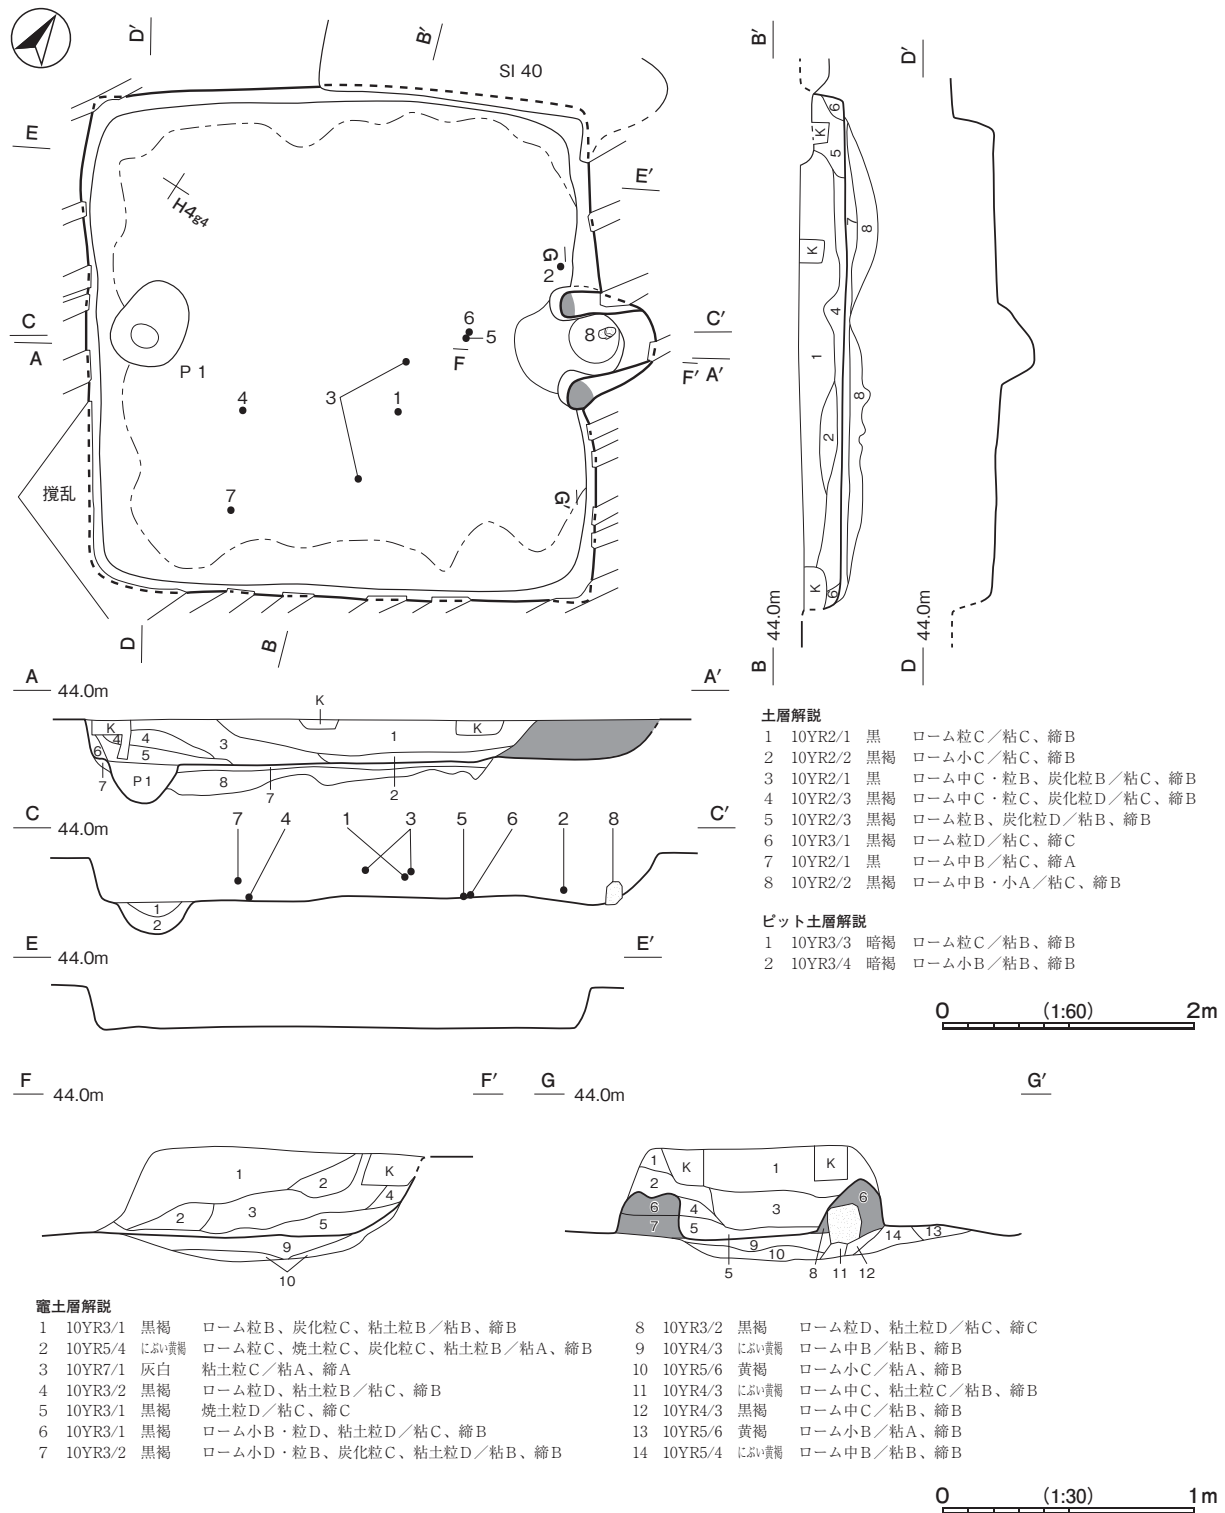 D′
B′
SI 40
B′
D′
E
E′
H4g4
G
2
C
A
6
5
8
C′
F
F′ A′
P 1
4
3
1
撹乱
7
G′
D
B
6
K
5
7
8
K
4
1
8
2
K
6
B 44.0m
D 44.0m
A 44.0m A′
K
K 4 4 3 1 K
6 5
7 P 1 8 7 2
C 44.0m 7 4 1 3 5 6 2 8 C′
1
2
E 44.0m E′
土層解説
1 10YR2/1 黒 ローム粒C／粘C、締B
2 10YR2/2 黒褐 ローム小C／粘C、締B
3 10YR2/1 黒 ローム中C・粒B、炭化粒B／粘C、締B
4 10YR2/3 黒褐 ローム中C・粒C、炭化粒D／粘C、締B
5 10YR2/3 黒褐 ローム粒B、炭化粒D／粘B、締B
6 10YR3/1 黒褐 ローム粒D／粘C、締C
7 10YR2/1 黒 ローム中B／粘C、締A
8 10YR2/2 黒褐 ローム中B・小A／粘C、締B
ピット土層解説
1 10YR3/3 暗褐 ローム粒C／粘B、締B
2 10YR3/4 暗褐 ローム小B／粘B、締B
0 (1:60) 2m
F 44.0m F′
1 K
2
4
2 3
5
9
10
G 44.0m G′
1 K 1 K
2
6 4 3 6
7 5
9 10 14 13
5 8 11 12
竈土層解説
1 10YR3/1 黒褐 ローム粒B、炭化粒C、粘土粒B／粘B、締B
2 10YR5/4 にぶい黄褐 ローム粒C、焼土粒C、炭化粒C、粘土粒B／粘A、締B
3 10YR7/1 灰白 粘土粒C／粘A、締A
4 10YR3/2 黒褐 ローム粒D、粘土粒B／粘C、締B
5 10YR3/1 黒褐 焼土粒D／粘C、締C
6 10YR3/1 黒褐 ローム小B・粒D、粘土粒D／粘C、締B
7 10YR3/2 黒褐 ローム小D・粒B、炭化粒C、粘土粒D／粘B、締B
8 10YR3/2 黒褐 ローム粒D、粘土粒D／粘C、締C
9 10YR4/3 にぶい黄褐 ローム中B／粘B、締B
10 10YR5/6 黄褐 ローム小C／粘A、締B
11 10YR4/3 にぶい黄褐 ローム中C、粘土粒C／粘B、締B
12 10YR4/3 黒褐 ローム中C／粘B、締B
13 10YR5/6 黄褐 ローム小B／粘A、締B
14 10YR5/4 にぶい黄褐 ローム中B／粘B、締B
0 (1:30) 1m